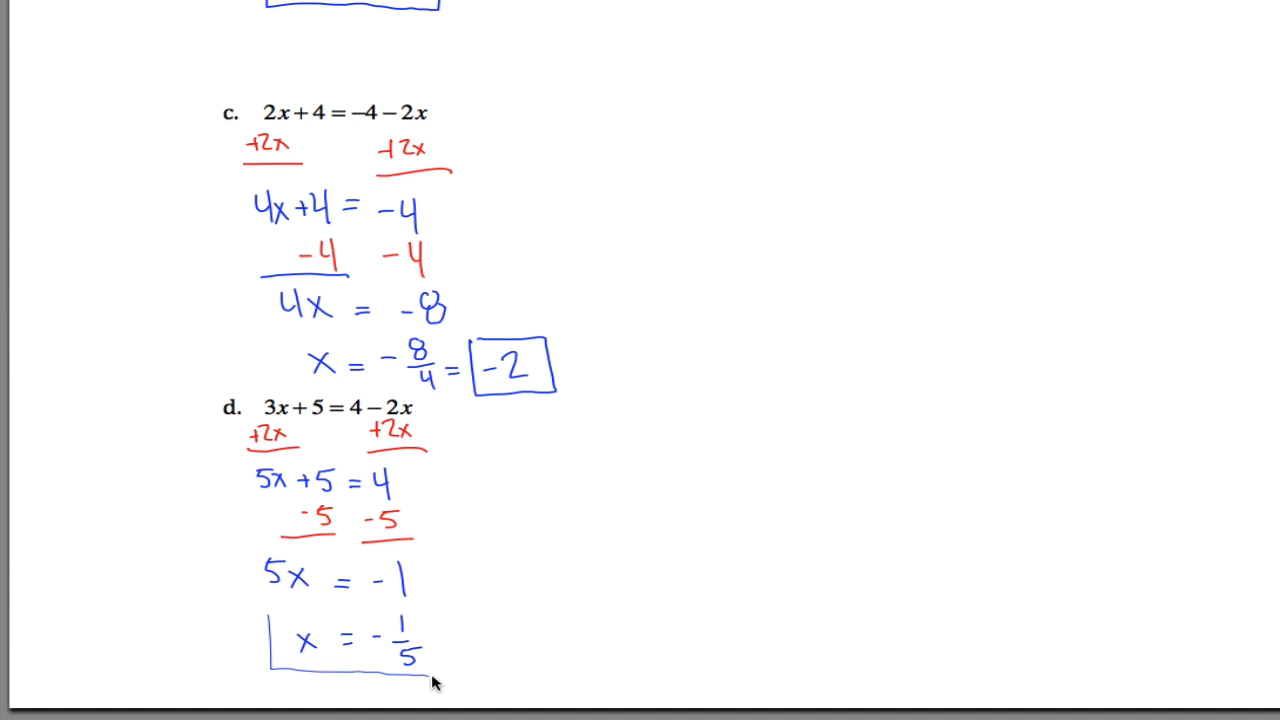 c. 2x+4=−4−2x
+2x +2x
4x+4 = -4
-4 -4
4x = -8
x = -8/4 = -2
d. 3x+5=4−2x
+2x +2x
5x+5 = 4
-5 -5
5x = -1
x = -1/5